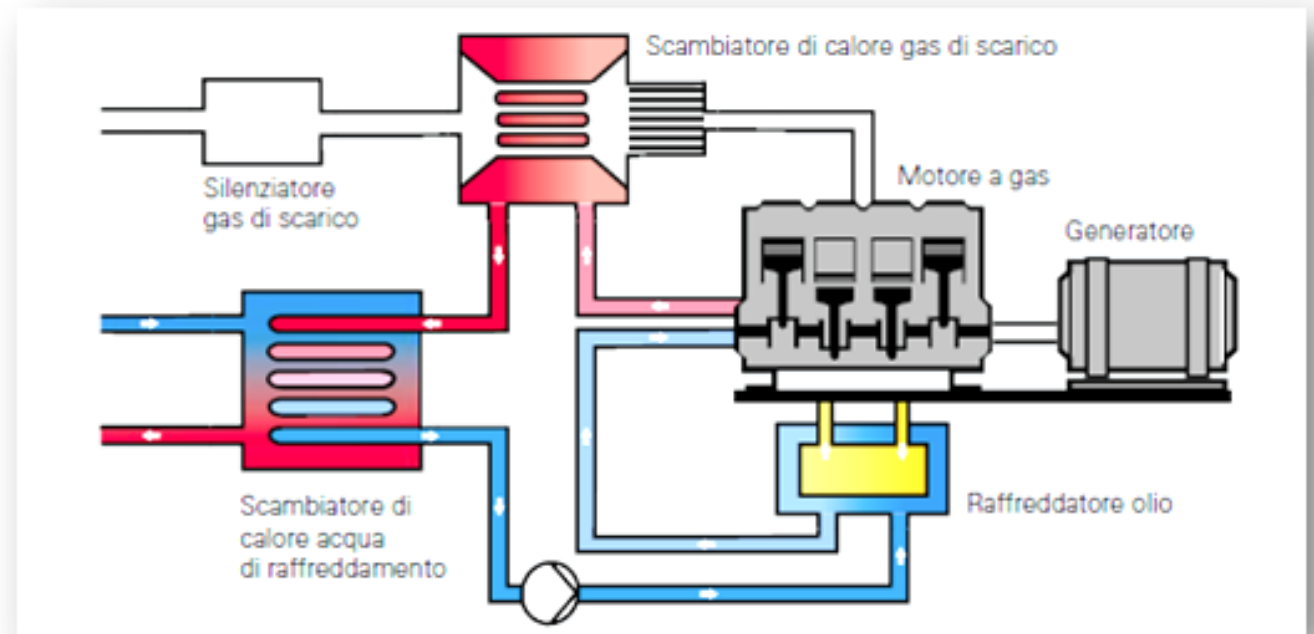 Scambiatore di calore gas di scarico
Silenziatore
gas di scarico
Motore a gas
Generatore
Scambiatore di
calore acqua
di raffreddamento
Raffreddatore olio